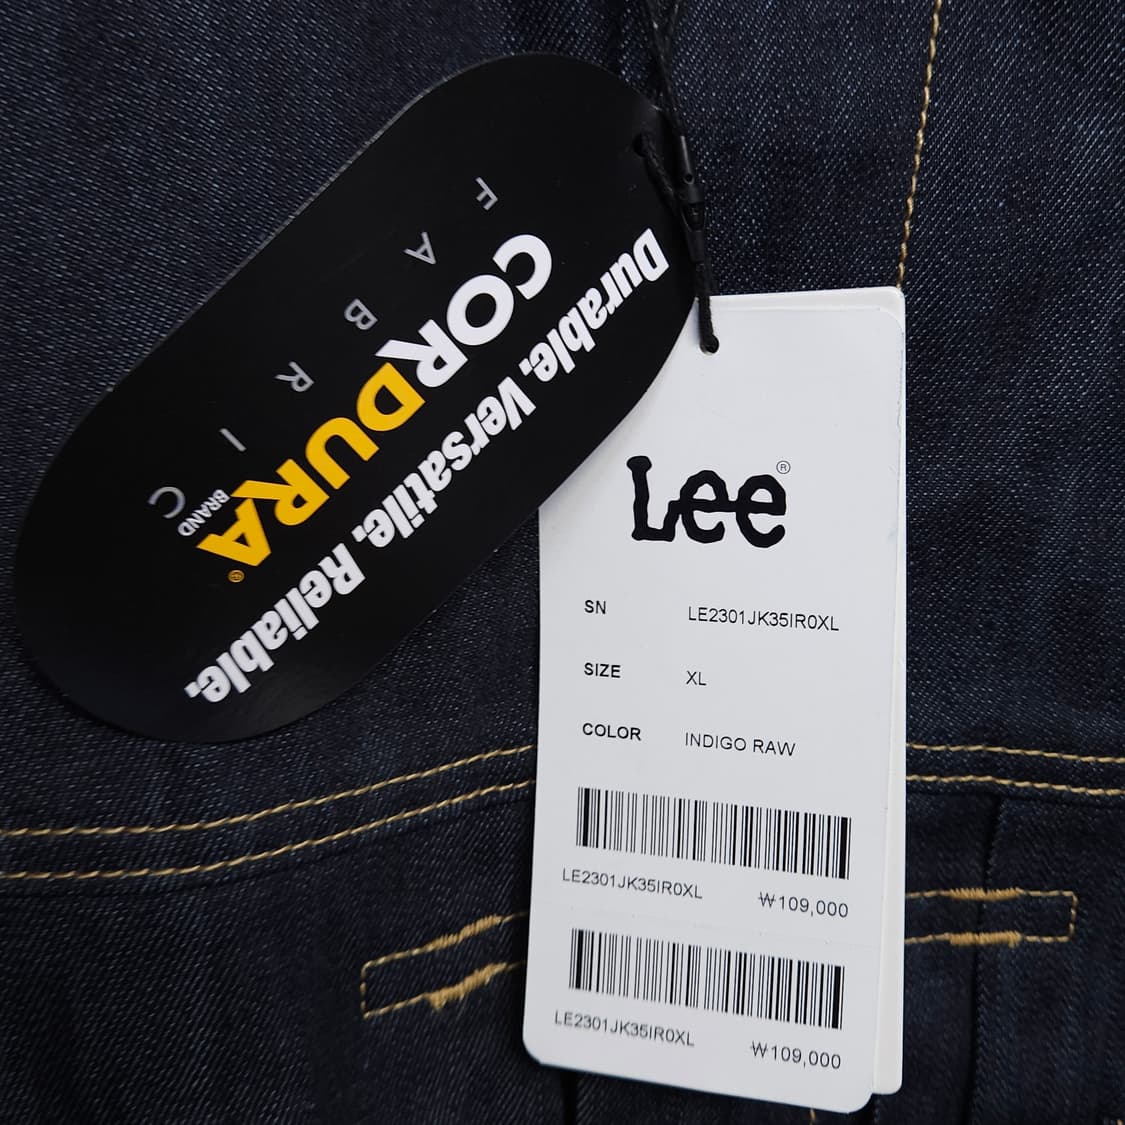 FABRIC
CORDURA®
BRAND
Durable. Versatile. Reliable.
Lee®
SN LE2301JK35IR0XL
SIZE XL
COLOR INDIGO RAW
LE2301JK35IR0XL ₩109,000
LE2301JK35IR0XL ₩109,000